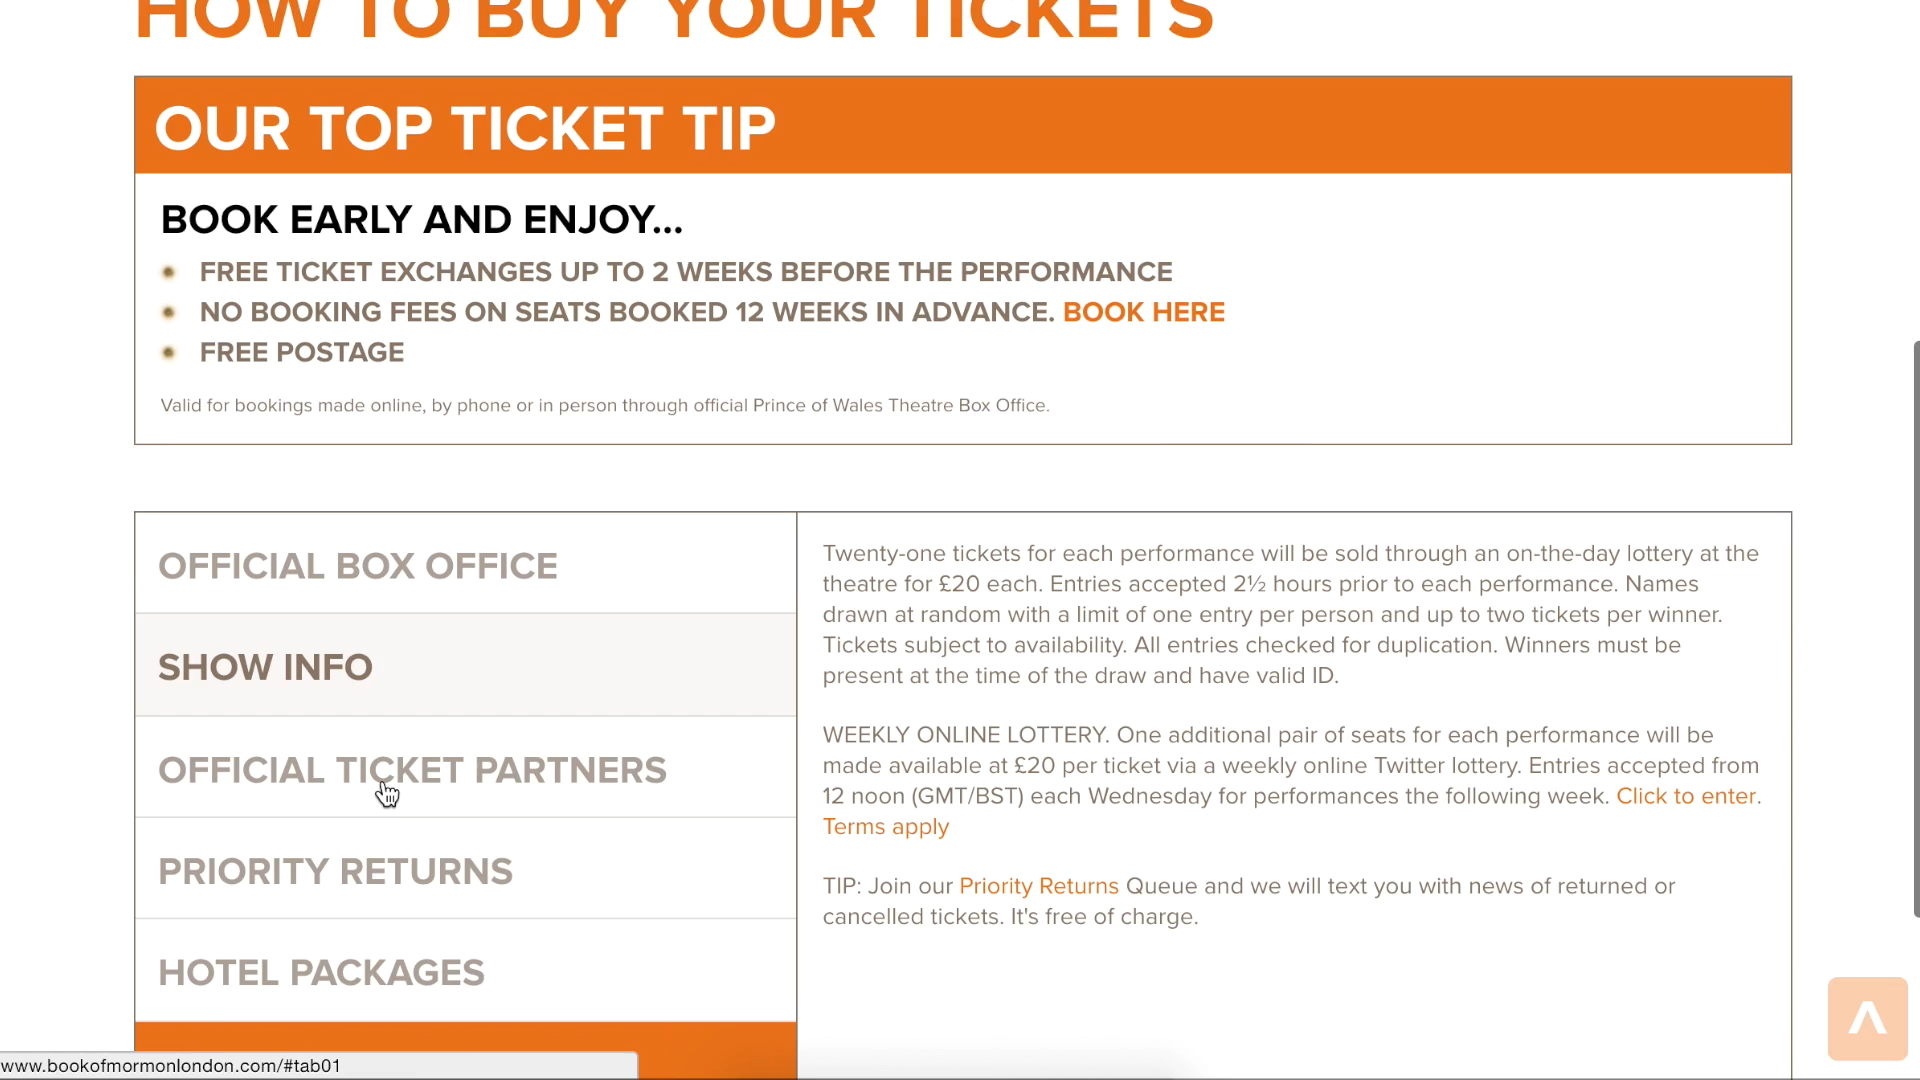 HOW TO BUY YOUR TICKETS
OUR TOP TICKET TIP
BOOK EARLY AND ENJOY...
FREE TICKET EXCHANGES UP TO 2 WEEKS BEFORE THE PERFORMANCE
NO BOOKING FEES ON SEATS BOOKED 12 WEEKS IN ADVANCE. BOOK HERE
FREE POSTAGE
Valid for bookings made online, by phone or in person through official Prince of Wales Theatre Box Office.
OFFICIAL BOX OFFICE
SHOW INFO
OFFICIAL TICKET PARTNERS
PRIORITY RETURNS
HOTEL PACKAGES
Twenty-one tickets for each performance will be sold through an on-the-day lottery at the
theatre for £20 each. Entries accepted 2½ hours prior to each performance. Names
drawn at random with a limit of one entry per person and up to two tickets per winner.
Tickets subject to availability. All entries checked for duplication. Winners must be
present at the time of the draw and have valid ID.
WEEKLY ONLINE LOTTERY. One additional pair of seats for each performance will be
made available at £20 per ticket via a weekly online Twitter lottery. Entries accepted from
12 noon (GMT/BST) each Wednesday for performances the following week. Click to enter.
Terms apply
TIP: Join our Priority Returns Queue and we will text you with news of returned or
cancelled tickets. It's free of charge.
www.bookofmormonlondon.com/#tab01